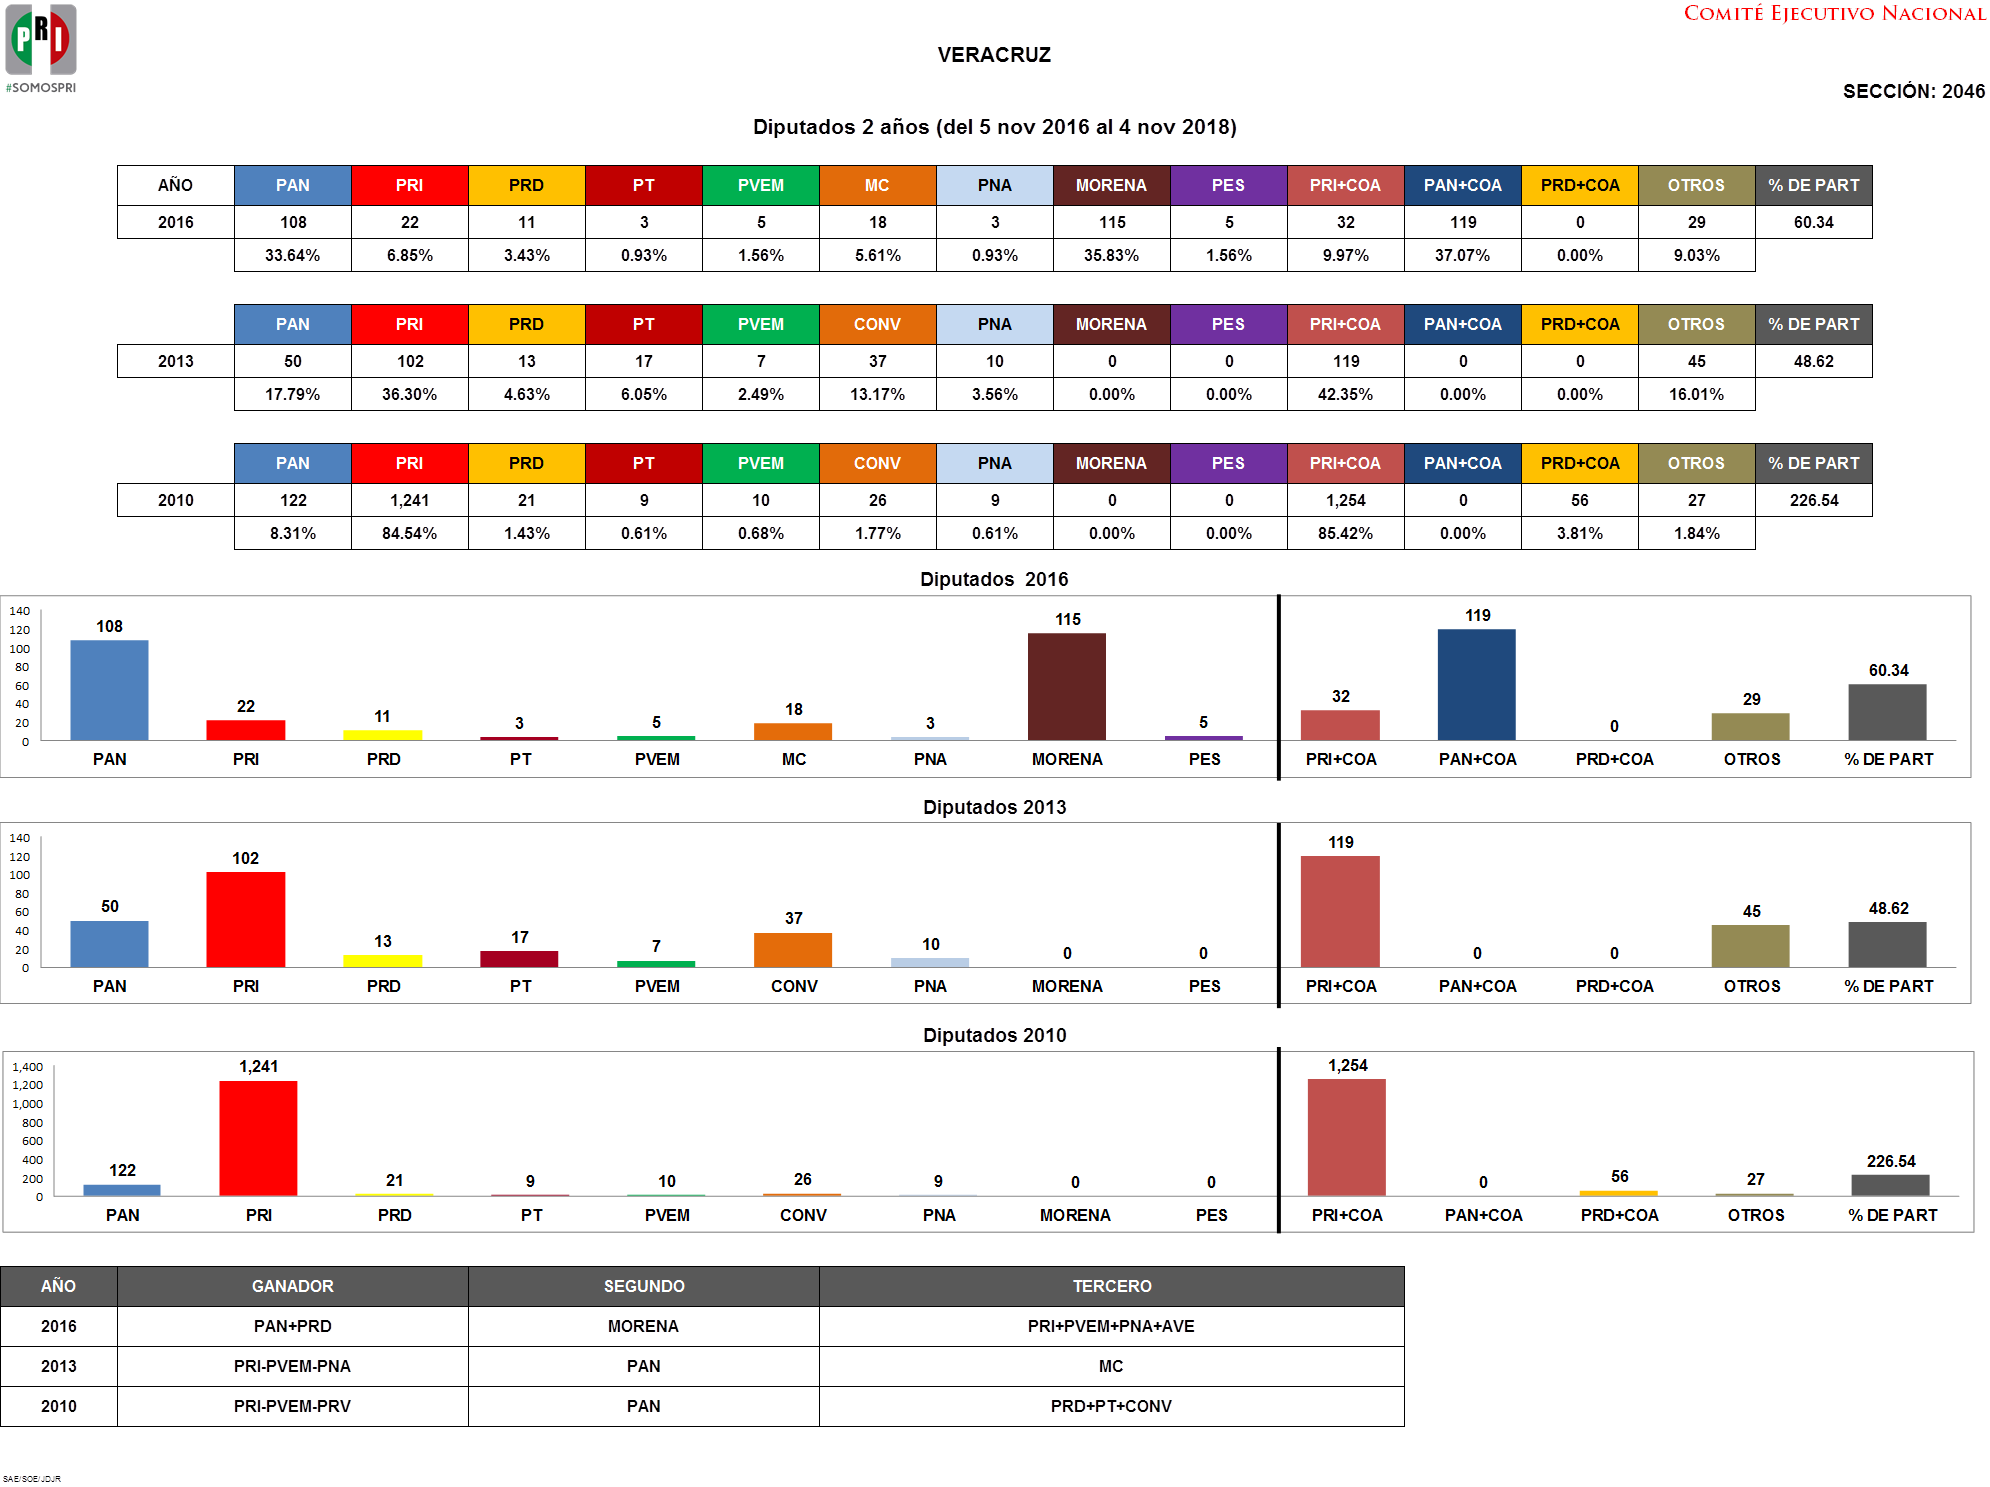 PRI
#SOMOSPRI
COMITÉ EJECUTIVO NACIONAL
VERACRUZ
SECCIÓN: 2046
Diputados 2 años (del 5 nov 2016 al 4 nov 2018)
AÑO PAN PRI PRD PT PVEM MC PNA MORENA PES PRI+COA PAN+COA PRD+COA OTROS % DE PART
2016 108 22 11 3 5 18 3 115 5 32 119 0 29 60.34
33.64% 6.85% 3.43% 0.93% 1.56% 5.61% 0.93% 35.83% 1.56% 9.97% 37.07% 0.00% 9.03%
PAN PRI PRD PT PVEM CONV PNA MORENA PES PRI+COA PAN+COA PRD+COA OTROS % DE PART
2013 50 102 13 17 7 37 10 0 0 119 0 0 45 48.62
17.79% 36.30% 4.63% 6.05% 2.49% 13.17% 3.56% 0.00% 0.00% 42.35% 0.00% 0.00% 16.01%
PAN PRI PRD PT PVEM CONV PNA MORENA PES PRI+COA PAN+COA PRD+COA OTROS % DE PART
2010 122 1,241 21 9 10 26 9 0 0 1,254 0 56 27 226.54
8.31% 84.54% 1.43% 0.61% 0.68% 1.77% 0.61% 0.00% 0.00% 85.42% 0.00% 3.81% 1.84%
Diputados 2016
140
120
100
80
60
40
20
0
108 22 11 3 5 18 3 115 5 32 119 0 29 60.34
PAN PRI PRD PT PVEM MC PNA MORENA PES PRI+COA PAN+COA PRD+COA OTROS % DE PART
Diputados 2013
140
120
100
80
60
40
20
0
50 102 13 17 7 37 10 0 0 119 0 0 45 48.62
PAN PRI PRD PT PVEM CONV PNA MORENA PES PRI+COA PAN+COA PRD+COA OTROS % DE PART
Diputados 2010
1,400
1,200
1,000
800
600
400
200
0
122 1,241 21 9 10 26 9 0 0 1,254 0 56 27 226.54
PAN PRI PRD PT PVEM CONV PNA MORENA PES PRI+COA PAN+COA PRD+COA OTROS % DE PART
AÑO GANADOR SEGUNDO TERCERO
2016 PAN+PRD MORENA PRI+PVEM+PNA+AVE
2013 PRI-PVEM-PNA PAN MC
2010 PRI-PVEM-PRV PAN PRD+PT+CONV
SAE/SOE/JDJR